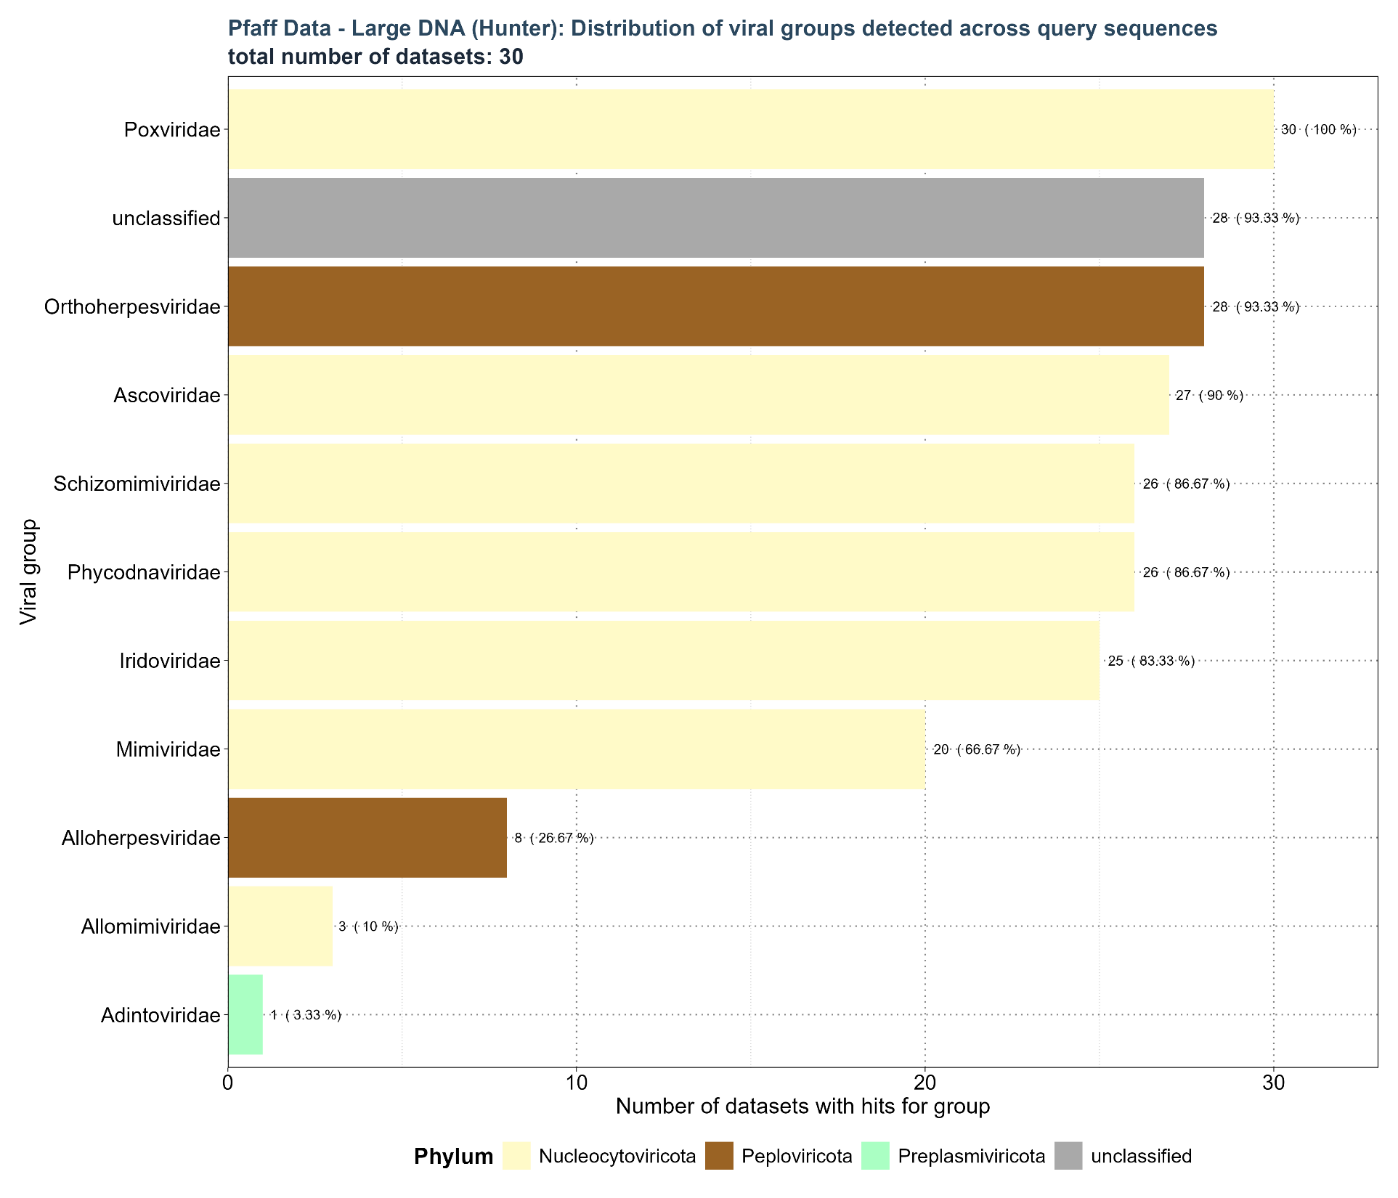 Pfaff Data - Large DNA (Hunter): Distribution of viral groups detected across query sequences
total number of datasets: 30
Viral group
Poxviridae
30 ( 100 %)
unclassified
28 ( 93.33 %)
Orthoherpesviridae
28 ( 93.33 %)
Ascoviridae
27 ( 90 %)
Schizomimiviridae
26 ( 86.67 %)
Phycodnaviridae
26 ( 86.67 %)
Iridoviridae
25 ( 83.33 %)
Mimiviridae
20 ( 66.67 %)
Alloherpesviridae
8 ( 26.67 %)
Allomimiviridae
3 ( 10 %)
Adintoviridae
1 ( 3.33 %)
0 10 20 30
Number of datasets with hits for group
Phylum Nucleocytoviricota Peploviricota Preplasmiviricota unclassified